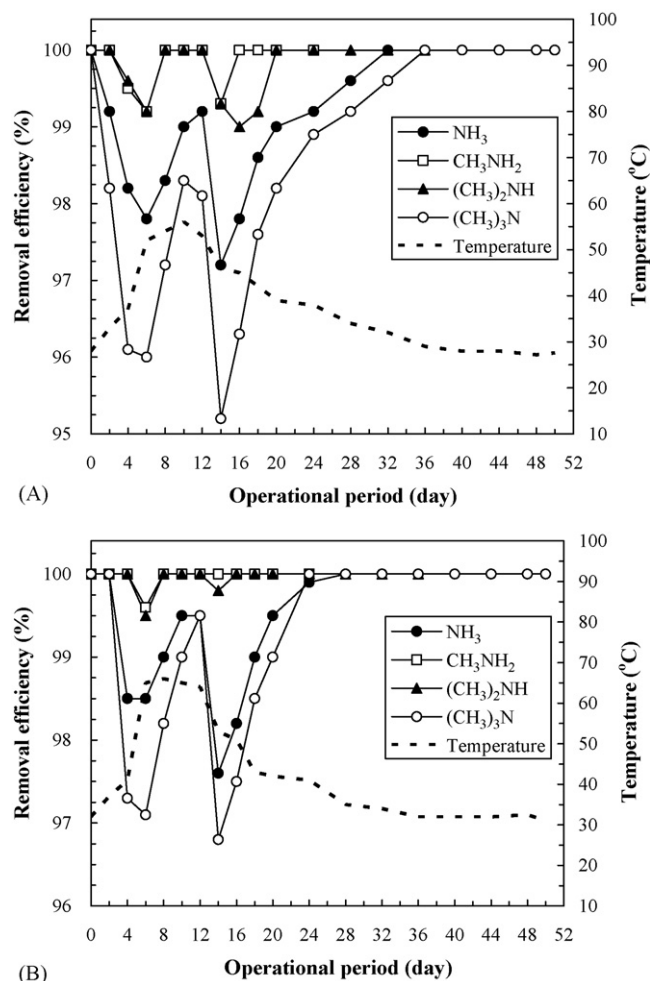 100
99
98
97
96
95
Removal efficiency (%)
100
90
80
70
60
50
40
30
20
10
Temperature (°C)
NH3
CH3NH2
(CH3)2NH
(CH3)3N
Temperature
0 4 8 12 16 20 24 28 32 36 40 44 48 52
(A)
Operational period (day)
100
99
98
97
96
Removal efficiency (%)
100
90
80
70
60
50
40
30
20
10
Temperature (°C)
NH3
CH3NH2
(CH3)2NH
(CH3)3N
Temperature
0 4 8 12 16 20 24 28 32 36 40 44 48 52
(B)
Operational period (day)